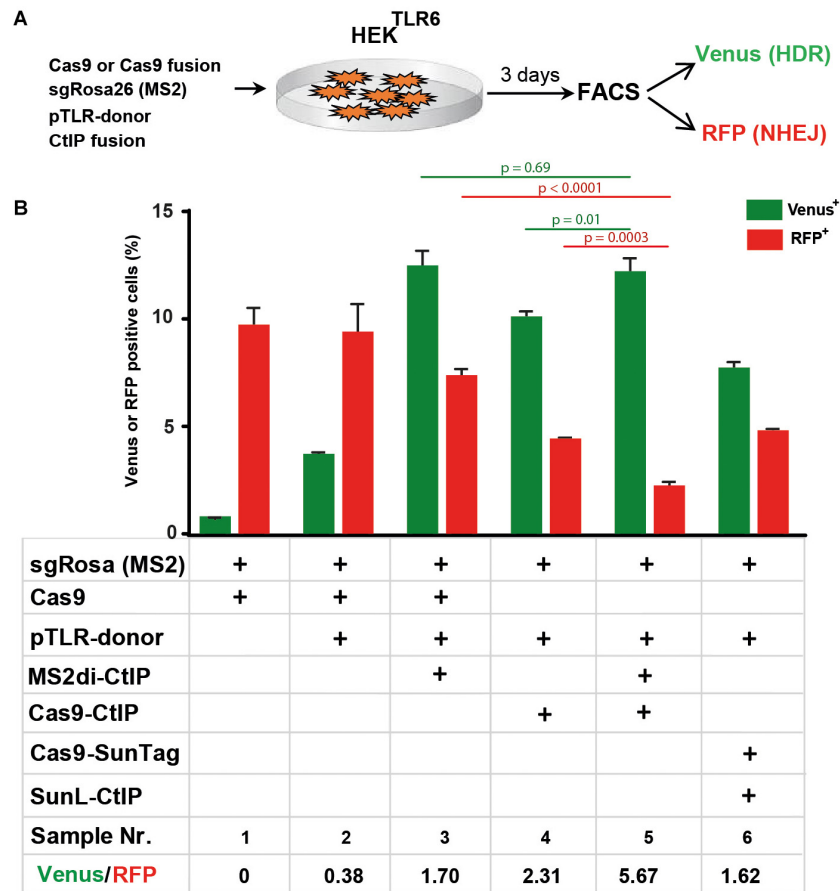 A
Cas9 or Cas9 fusion
sgRosa26 (MS2)
pTLR-donor
CtIP fusion
HEK TLR6
3 days
FACS
Venus (HDR)
RFP (NHEJ)
B
p = 0.69
p < 0.0001
p = 0.01
p = 0.0003
Venus+
RFP+
Venus or RFP positive cells (%)
15
10
5
0
sgRosa (MS2) + + + + + +
Cas9 + + +
pTLR-donor + + + + +
MS2di-CtIP + +
Cas9-CtIP + +
Cas9-SunTag +
SunL-CtIP +
Sample Nr. 1 2 3 4 5 6
Venus/RFP 0 0.38 1.70 2.31 5.67 1.62